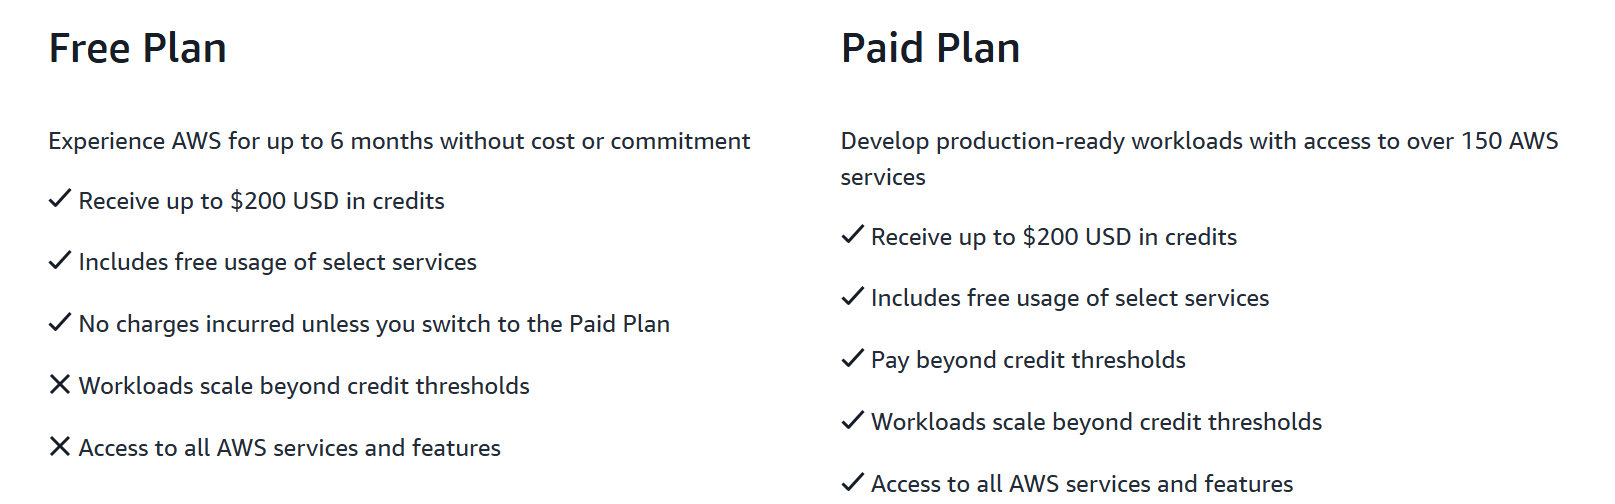 Free Plan
Experience AWS for up to 6 months without cost or commitment
✓ Receive up to $200 USD in credits
✓ Includes free usage of select services
✓ No charges incurred unless you switch to the Paid Plan
✕ Workloads scale beyond credit thresholds
✕ Access to all AWS services and features
Paid Plan
Develop production-ready workloads with access to over 150 AWS
services
✓ Receive up to $200 USD in credits
✓ Includes free usage of select services
✓ Pay beyond credit thresholds
✓ Workloads scale beyond credit thresholds
✓ Access to all AWS services and features